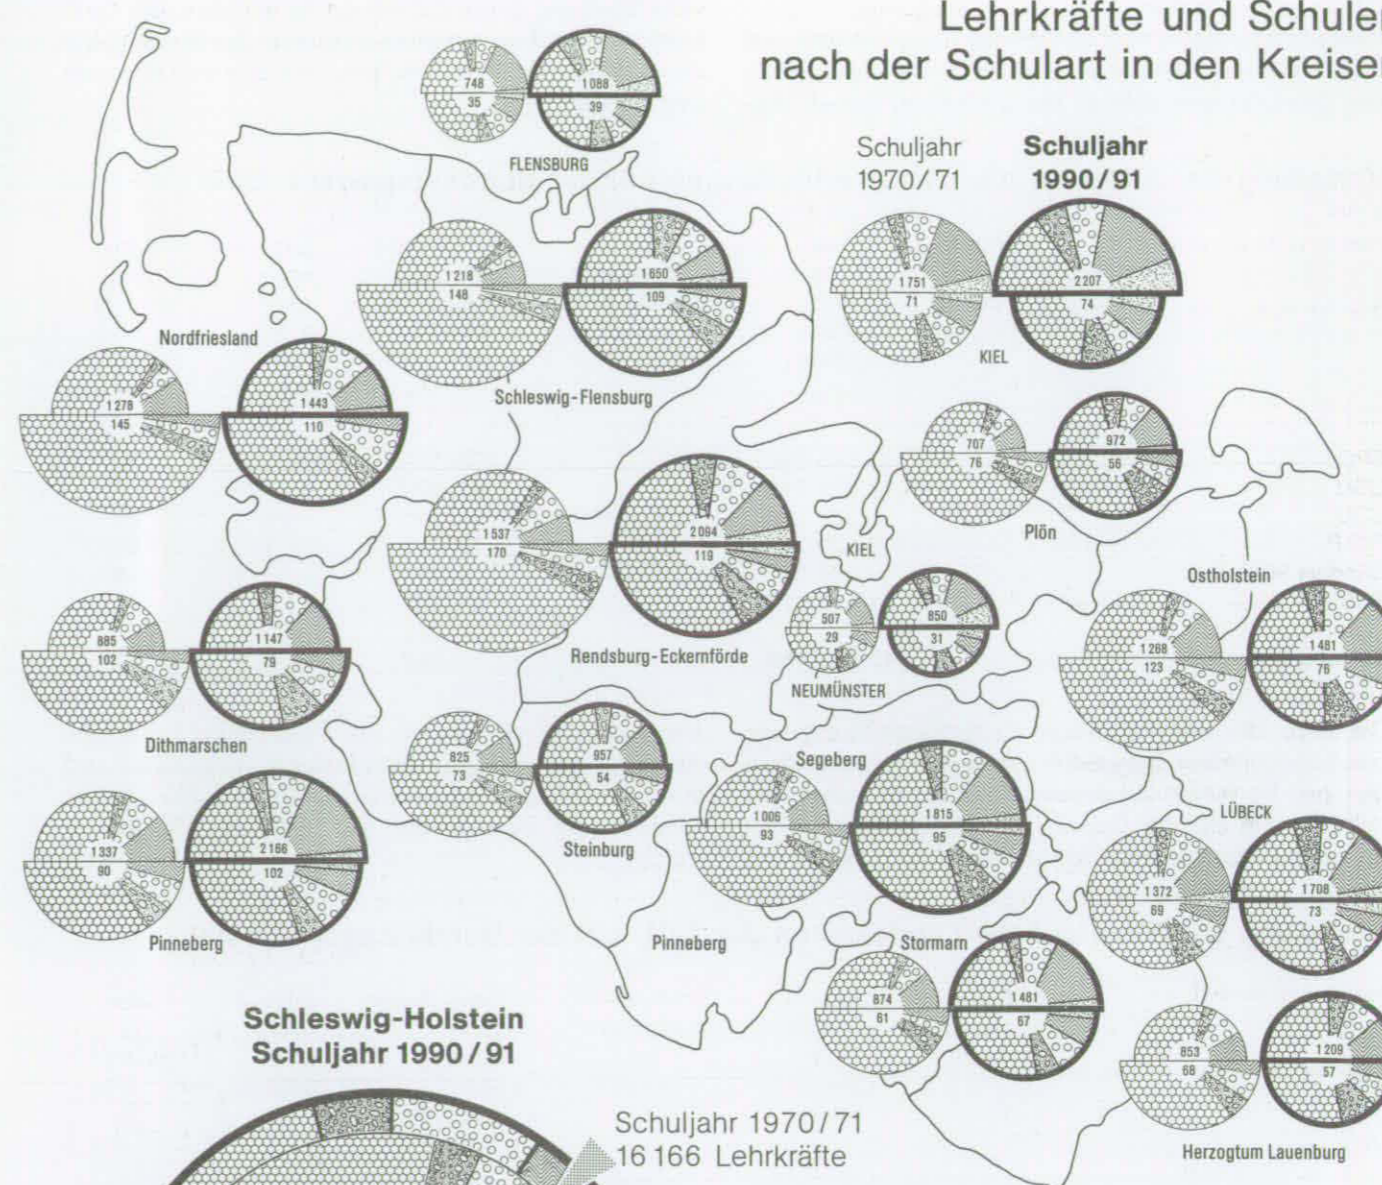 Lehrkräfte und Schüler
nach der Schulart in den Kreisen
Schuljahr
1970/'71
Schuljahr
1990/91
748
35
1088
39
FLENSBURG
1751
71
2207
74
KIEL
1218
148
1650
109
Schleswig-Flensburg
Nordfriesland
1278
145
1443
110
707
76
972
56
Plön
1537
170
2094
119
Rendsburg-Eckernförde
KIEL
507
29
850
31
NEUMÜNSTER
Ostholstein
1268
123
1481
76
885
102
1147
79
Dithmarschen
825
73
957
54
Steinburg
Segeberg
1006
93
1815
95
LÜBECK
1372
69
1708
73
1337
90
2166
102
Pinneberg
Pinneberg
Stormarn
874
61
1481
67
853
68
1209
57
Herzogtum Lauenburg
Schleswig-Holstein
Schuljahr 1990/91
Schuljahr 1970/71
16166 Lehrkräfte